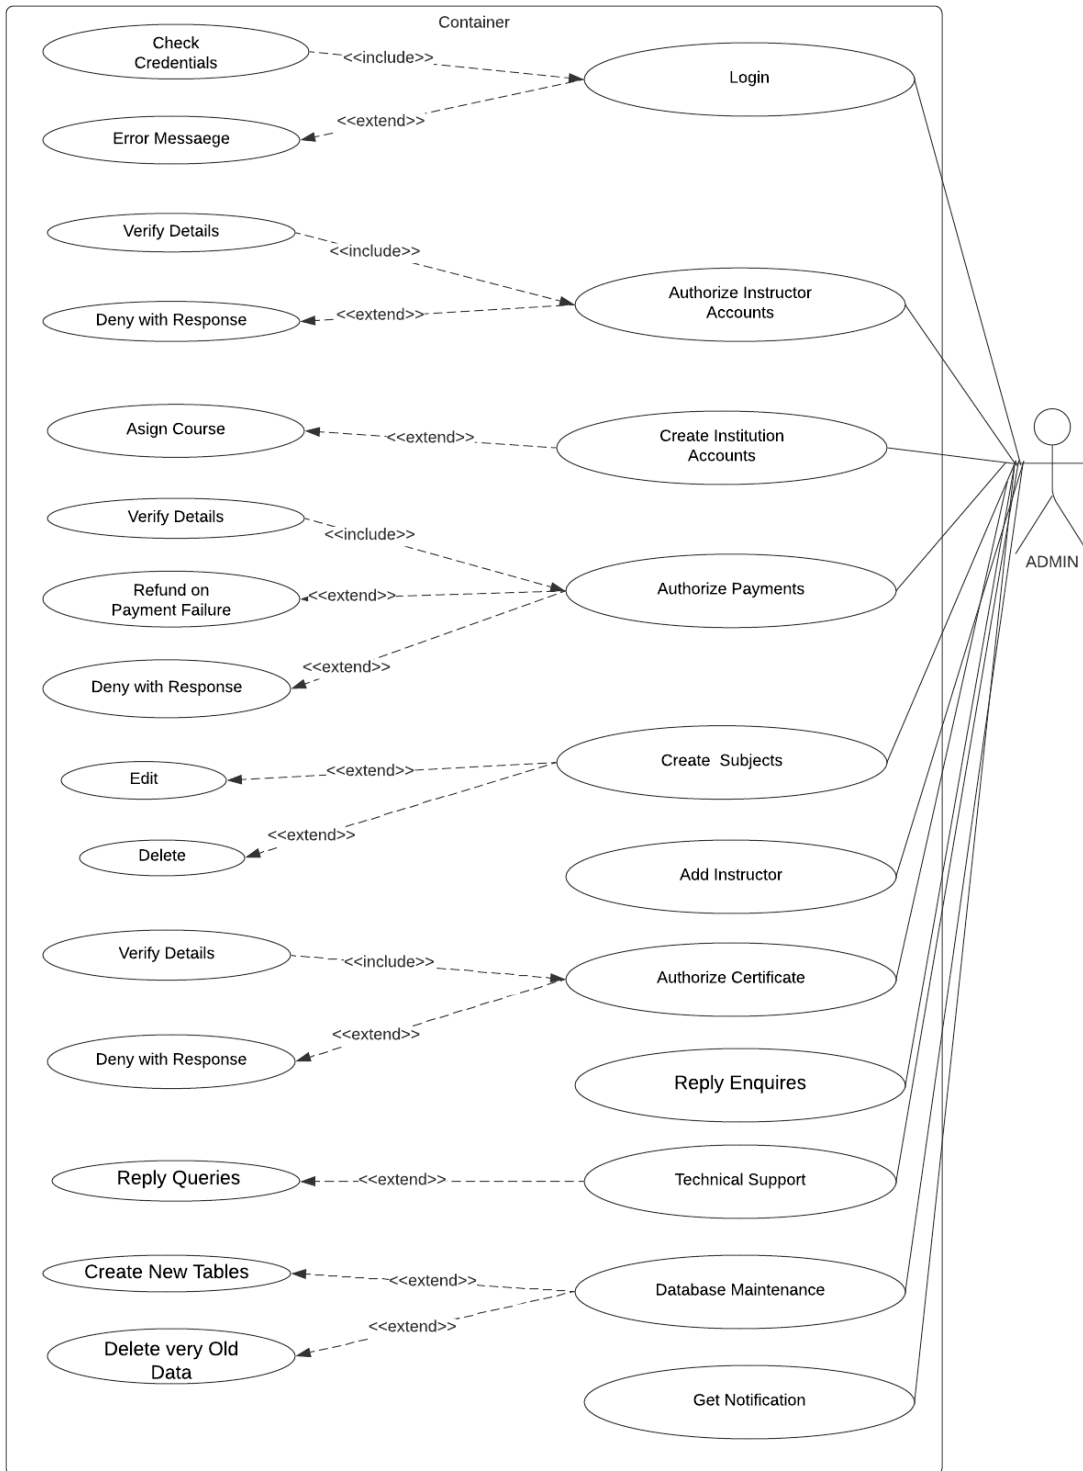 Container
Check
Credentials
<<include>>
Login
<<extend>>
Error Messaege
Verify Details
<<include>>
Authorize Instructor
Accounts
Deny with Response
<<extend>>
Asign Course
<<extend>>
Create Institution
Accounts
Verify Details
<<include>>
Refund on
Payment Failure
<<extend>>
Authorize Payments
ADMIN
<<extend>>
Deny with Response
Edit
<<extend>>
Create  Subjects
<<extend>>
Delete
Add Instructor
Verify Details
<<include>>
Authorize Certificate
<<extend>>
Deny with Response
Reply Enquires
Reply Queries
<<extend>>
Technical Support
Create New Tables
<<extend>>
Database Maintenance
<<extend>>
Delete very Old
Data
Get Notification